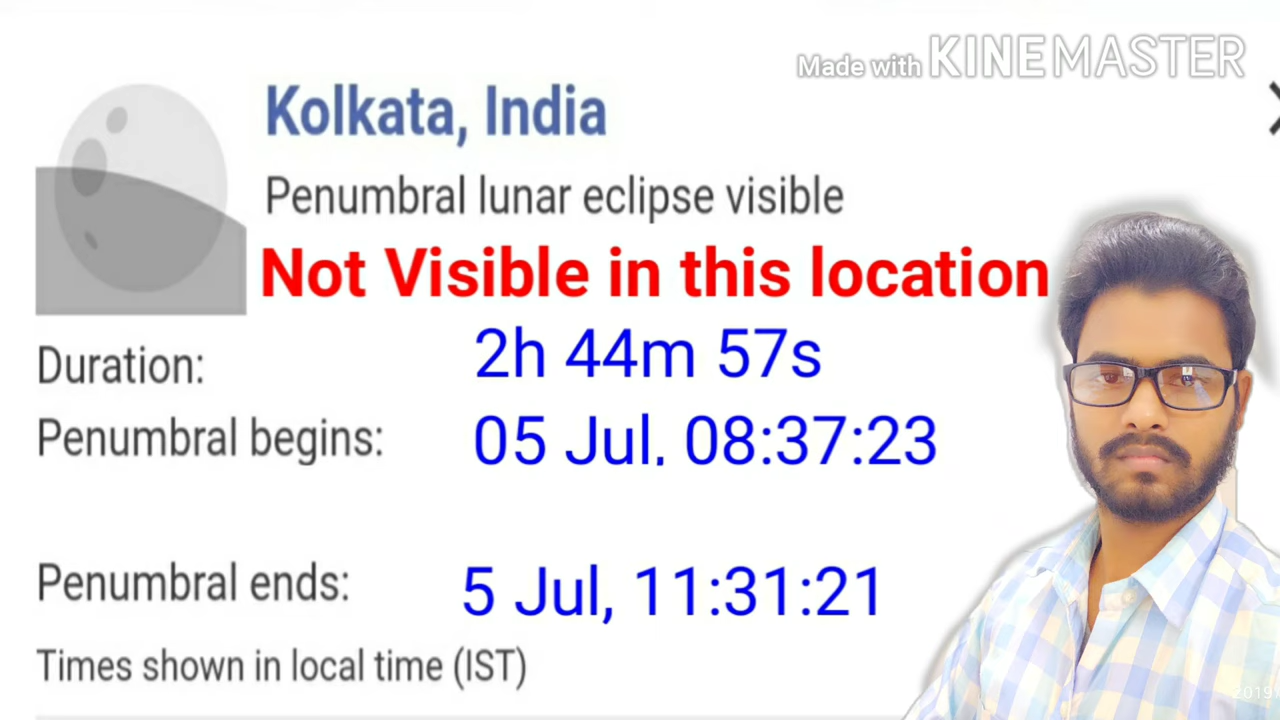 Made with KINEMASTER
Kolkata, India
Penumbral lunar eclipse visible
Not Visible in this location
Duration: 2h 44m 57s
Penumbral begins: 05 Jul, 08:37:23
Penumbral ends: 5 Jul, 11:31:21
Times shown in local time (IST)
2019